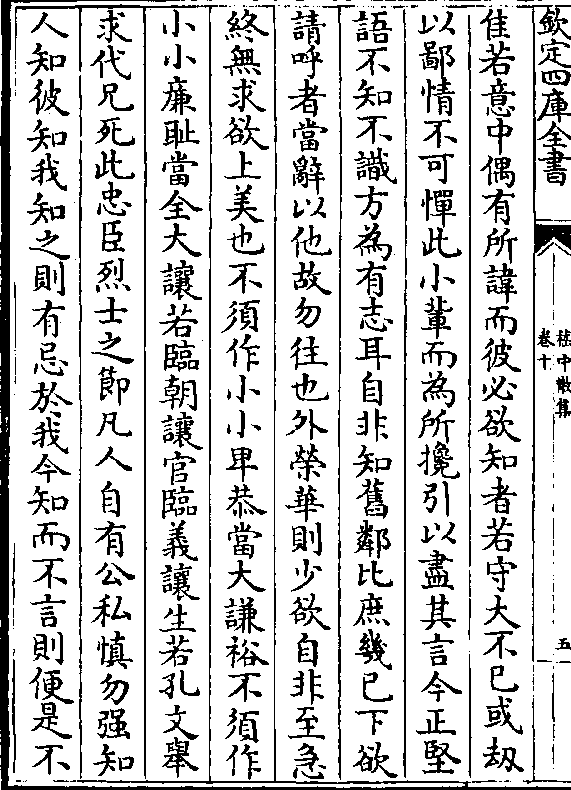 欽定四庫全書
嵇中散集
卷十
五
佳若意中偶有所諱而彼必欲知者若守大不已或刼
以鄙情不可憚此小輩而為所攙引以盡其言今正堅
語不知不識方為有志耳自非知舊鄰比庶幾已下欲
請呼者當辭以他故勿往也外榮華則少欲自非至急
終無求欲上美也不須作小小卑恭當大謙裕不須作
小小㢘耻當全大讓若臨朝讓官臨義讓生若孔文舉
求代兄死此忠臣烈士之節凡人自有公私慎勿强知
人知彼知我知之則有忌於我今知而不言則便是不